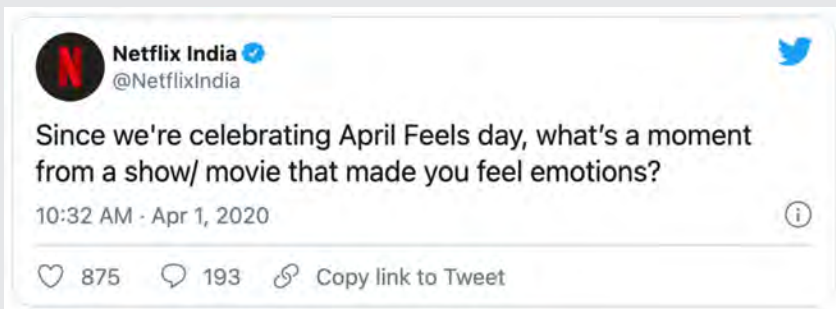 N
Netflix India
@NetflixIndia
Since we're celebrating April Feels day, what's a moment
from a show/ movie that made you feel emotions?
10:32 AM · Apr 1, 2020
875 193 Copy link to Tweet